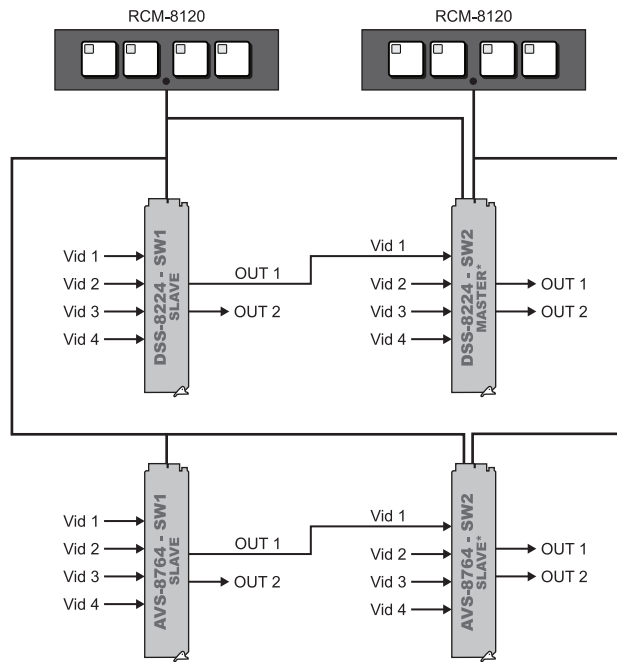 RCM-8120
RCM-8120
DSS-8224 - SW1
SLAVE
Vid 1
Vid 2
Vid 3
Vid 4
OUT 1
OUT 2
DSS-8224 - SW2
MASTER*
Vid 1
Vid 2
Vid 3
Vid 4
OUT 1
OUT 2
AVS-8764 - SW1
SLAVE
Vid 1
Vid 2
Vid 3
Vid 4
OUT 1
OUT 2
AVS-8764 - SW2
SLAVE*
Vid 1
Vid 2
Vid 3
Vid 4
OUT 1
OUT 2